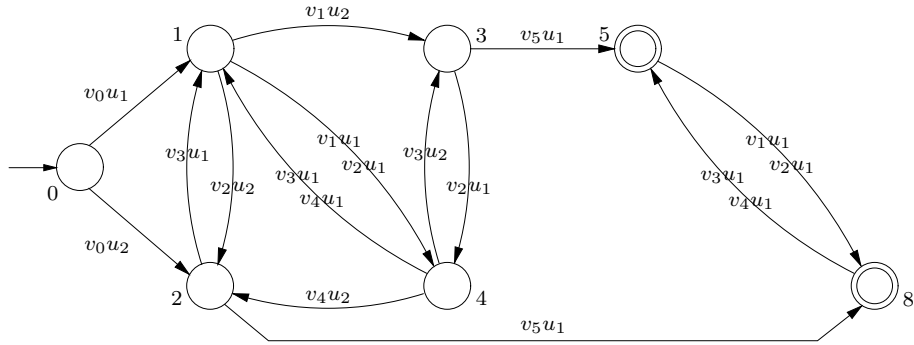 v₁u₂
1
3
v₅u₁
5
v₀u₁
v₁u₁
v₂u₁
v₃u₁
v₂u₂
v₃u₁
v₄u₁
v₃u₂
v₂u₁
v₁u₁
v₂u₁
v₃u₁
v₄u₁
0
v₀u₂
2
v₄u₂
4
8
v₅u₁